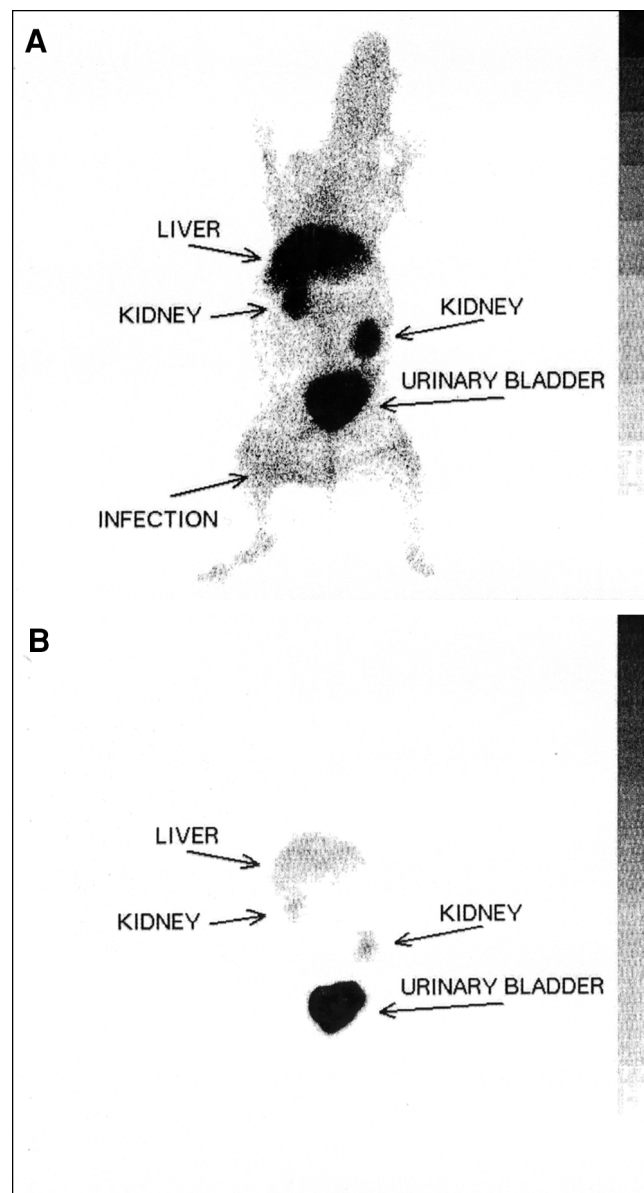 A
LIVER
KIDNEY
KIDNEY
URINARY BLADDER
INFECTION
B
LIVER
KIDNEY
KIDNEY
URINARY BLADDER